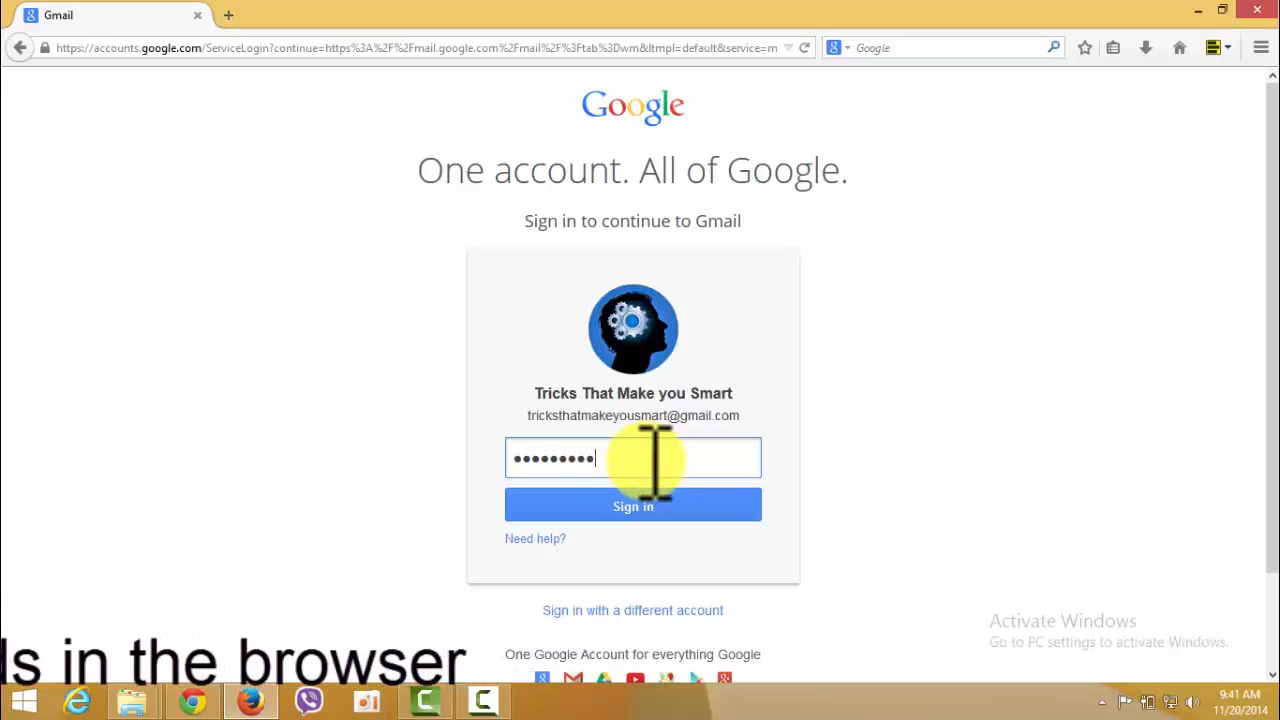 Gmail
https://accounts.google.com/ServiceLogin?continue=https%3A%2F%2Fmail.google.com%2Fmail%2F%3Ftab%3Dwm&ltmpl=default&service=m
Google
Google
One account. All of Google.
Sign in to continue to Gmail
Tricks That Make you Smart
tricksthatmakeyousmart@gmail.com
Sign in
Need help?
Sign in with a different account
Activate Windows
Go to PC settings to activate Windows.
ds in the browser
One Google Account for everything Google
9:41 AM
11/20/2014